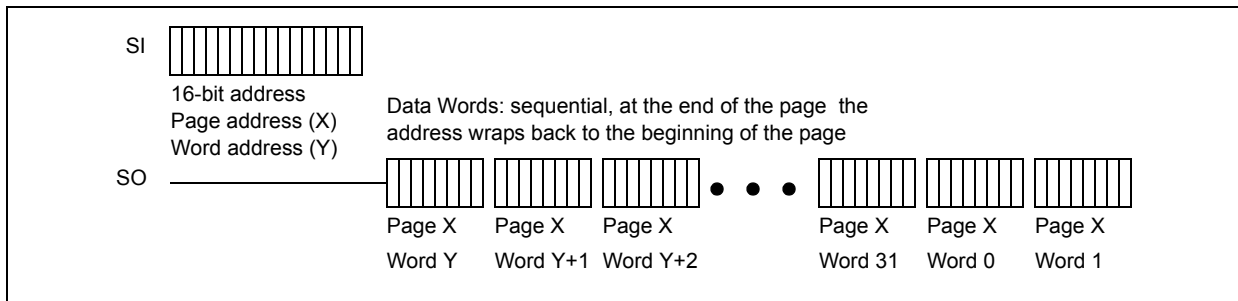 SI
16-bit address
Page address (X)
Word address (Y)
Data Words: sequential, at the end of the page the
address wraps back to the beginning of the page
SO
Page X Page X Page X Page X Page X Page X
Word Y Word Y+1 Word Y+2 Word 31 Word 0 Word 1